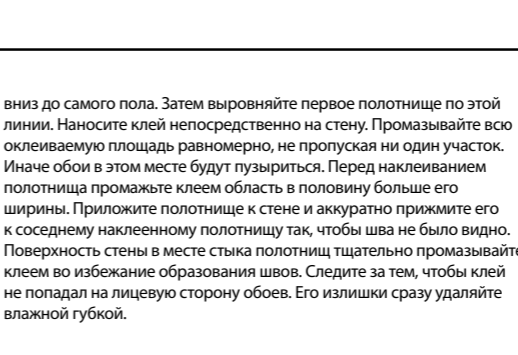 вниз до самого пола. Затем выровняйте первое полотнище по этой
линии. Наносите клей непосредственно на стену. Промазывайте всю
оклеиваемую площадь равномерно, не пропуская ни один участок.
Иначе обои в этом месте будут пузыриться. Перед наклеиванием
полотнища промажьте клеем область в половину больше его
ширины. Приложите полотнище к стене и аккуратно прижмите его
к соседнему наклеенному полотнищу так, чтобы шва не было видно.
Поверхность стены в месте стыка полотнищ тщательно промазывайте
клеем во избежание образования швов. Следите за тем, чтобы клей
не попадал на лицевую сторону обоев. Его излишки сразу удаляйте
влажной губкой.